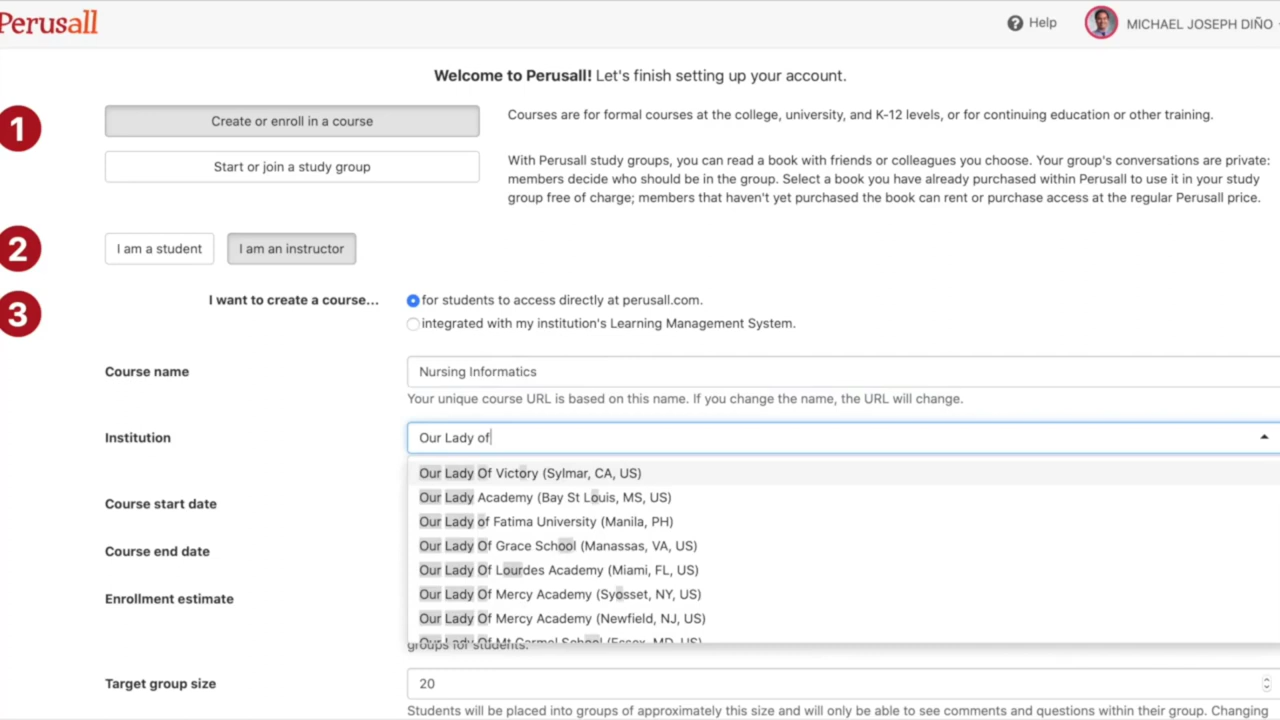 Perusall
Help
MICHAEL JOSEPH DIÑO
Welcome to Perusall! Let's finish setting up your account.
1
Create or enroll in a course
Courses are for formal courses at the college, university, and K-12 levels, or for continuing education or other training.
Start or join a study group
With Perusall study groups, you can read a book with friends or colleagues you choose. Your group's conversations are private:
members decide who should be in the group. Select a book you have already purchased within Perusall to use it in your study
group free of charge; members that haven't yet purchased the book can rent or purchase access at the regular Perusall price.
2
I am a student
I am an instructor
3
I want to create a course...
for students to access directly at perusall.com.
integrated with my institution's Learning Management System.
Course name
Nursing Informatics
Your unique course URL is based on this name. If you change the name, the URL will change.
Institution
Our Lady of
Our Lady Of Victory (Sylmar, CA, US)
Our Lady Academy (Bay St Louis, MS, US)
Course start date
Our Lady of Fatima University (Manila, PH)
Our Lady Of Grace School (Manassas, VA, US)
Course end date
Our Lady Of Lourdes Academy (Miami, FL, US)
Enrollment estimate
Our Lady Of Mercy Academy (Syosset, NY, US)
Our Lady Of Mercy Academy (Newfield, NJ, US)
Our Lady Of Mt Carmel School (Essex, MD, US)
groups for students.
Target group size
20
Students will be placed into groups of approximately this size and will only be able to see comments and questions within their group. Changing